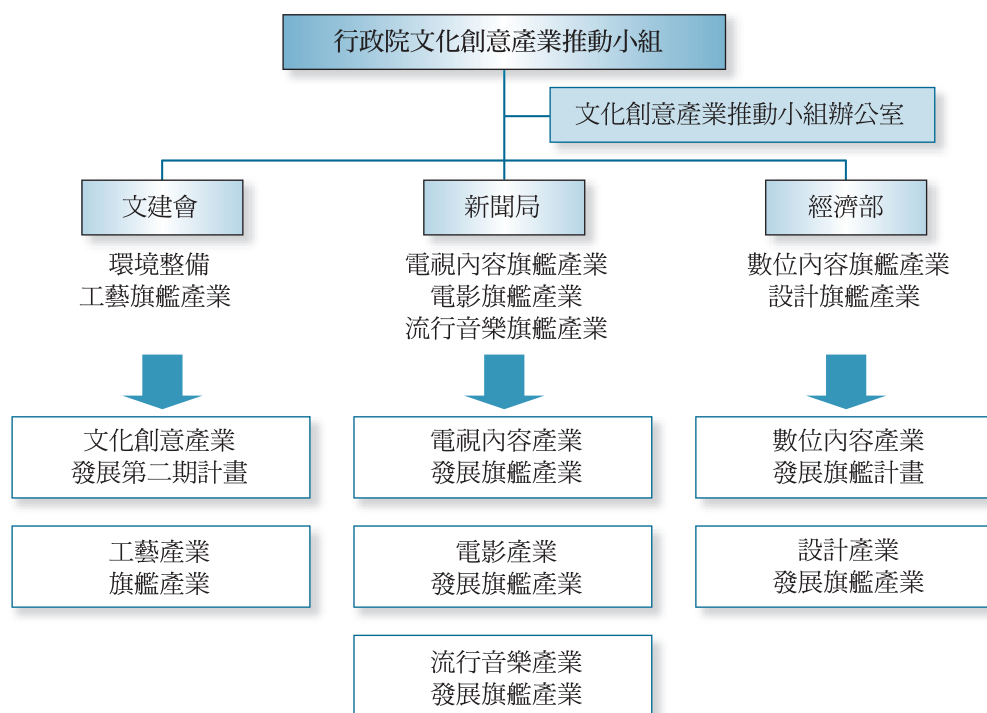 行政院文化創意產業推動小組
文化創意產業推動小組辦公室
文建會
環境整備
工藝旗艦產業
新聞局
電視內容旗艦產業
電影旗艦產業
流行音樂旗艦產業
經濟部
數位內容旗艦產業
設計旗艦產業
文化創意產業
發展第二期計畫
工藝產業
旗艦產業
電視內容產業
發展旗艦產業
電影產業
發展旗艦產業
流行音樂產業
發展旗艦產業
數位內容產業
發展旗艦計畫
設計產業
發展旗艦產業